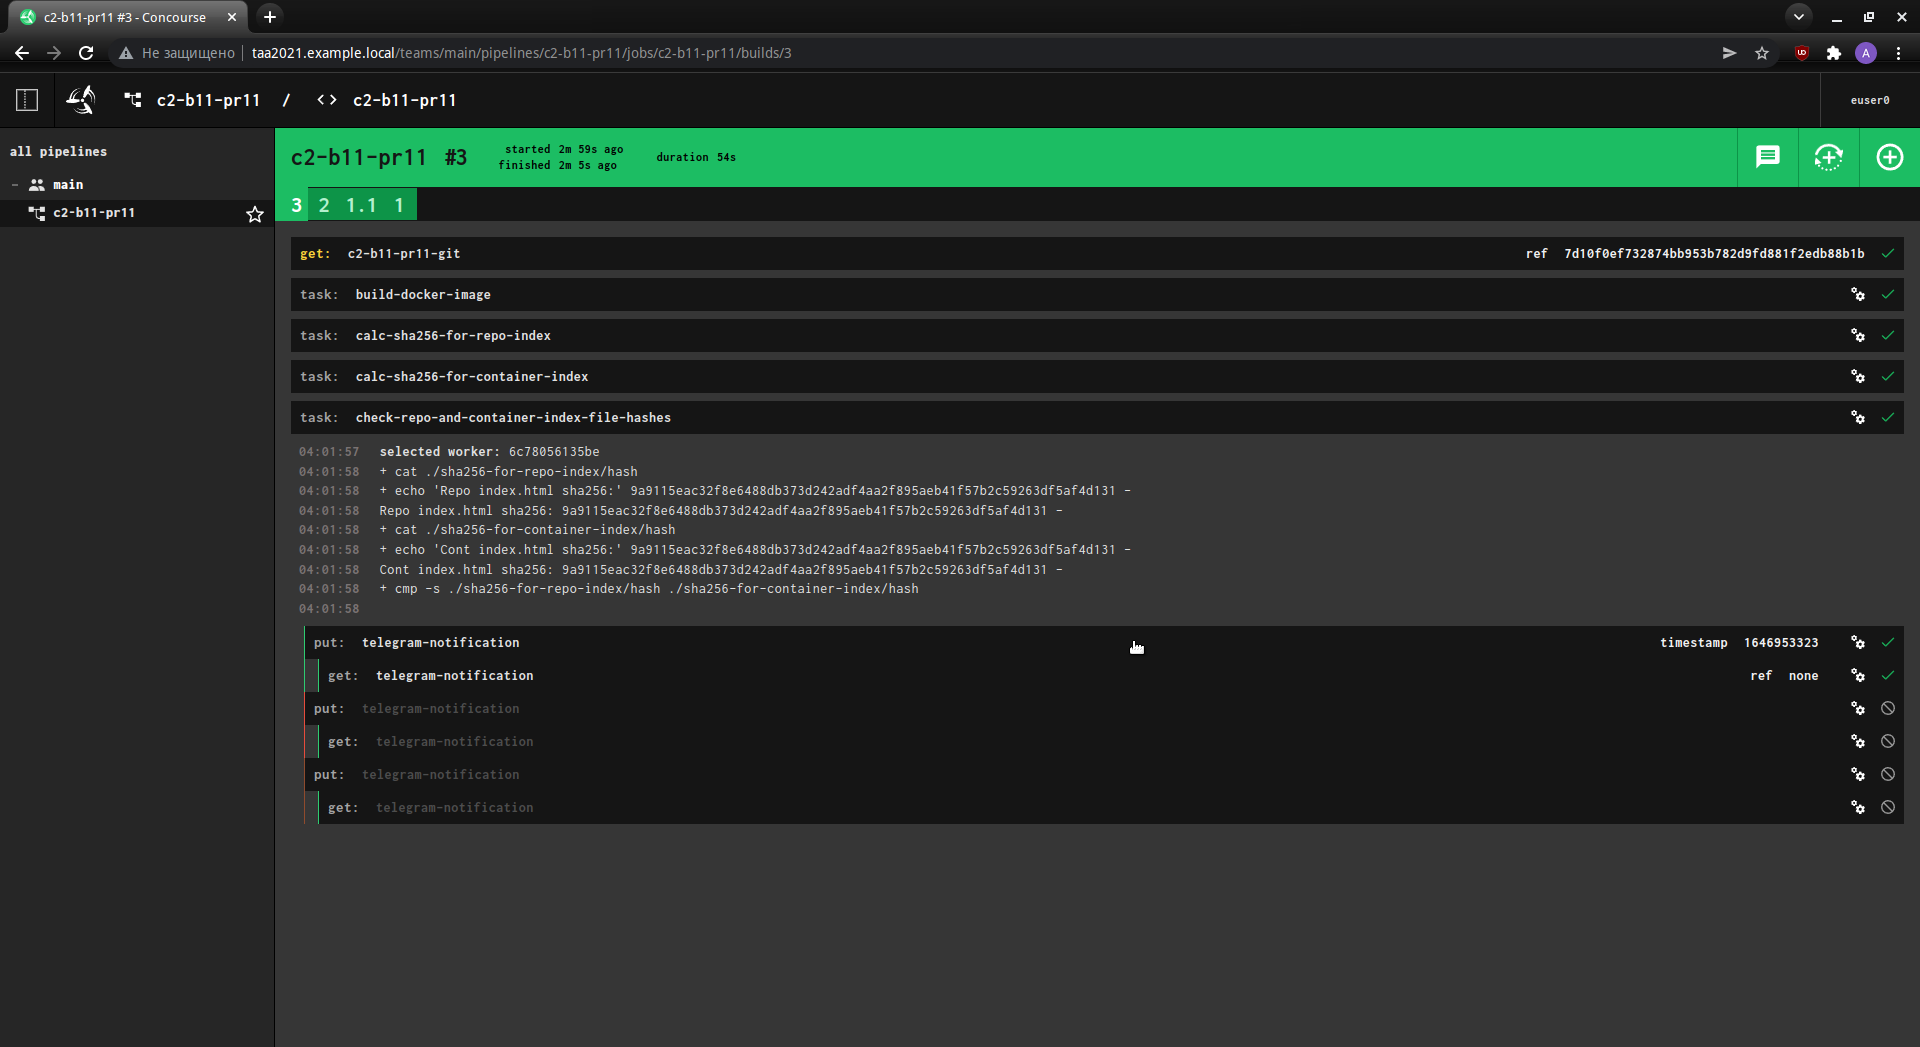 c2-b11-pr11 #3 - Concourse
Не защищено taa2021.example.local/teams/main/pipelines/c2-b11-pr11/jobs/c2-b11-pr11/builds/3
A
c2-b11-pr11 / c2-b11-pr11
euser0
all pipelines
main
c2-b11-pr11
c2-b11-pr11 #3
started 2m 59s ago
finished 2m 5s ago
duration 54s
3 2 1.1 1
get: c2-b11-pr11-git ref 7d10f0ef732874bb953b782d9fd881f2edb88b1b
task: build-docker-image
task: calc-sha256-for-repo-index
task: calc-sha256-for-container-index
task: check-repo-and-container-index-file-hashes
04:01:57 selected worker: 6c78056135be
04:01:58 + cat ./sha256-for-repo-index/hash
04:01:58 + echo 'Repo index.html sha256:' 9a9115eac32f8e6488db373d242adf4aa2f895aeb41f57b2c59263df5af4d131 -
04:01:58 Repo index.html sha256: 9a9115eac32f8e6488db373d242adf4aa2f895aeb41f57b2c59263df5af4d131 -
04:01:58 + cat ./sha256-for-container-index/hash
04:01:58 + echo 'Cont index.html sha256:' 9a9115eac32f8e6488db373d242adf4aa2f895aeb41f57b2c59263df5af4d131 -
04:01:58 Cont index.html sha256: 9a9115eac32f8e6488db373d242adf4aa2f895aeb41f57b2c59263df5af4d131 -
04:01:58 + cmp -s ./sha256-for-repo-index/hash ./sha256-for-container-index/hash
04:01:58
put: telegram-notification timestamp 1646953323
get: telegram-notification ref none
put: telegram-notification
get: telegram-notification
put: telegram-notification
get: telegram-notification